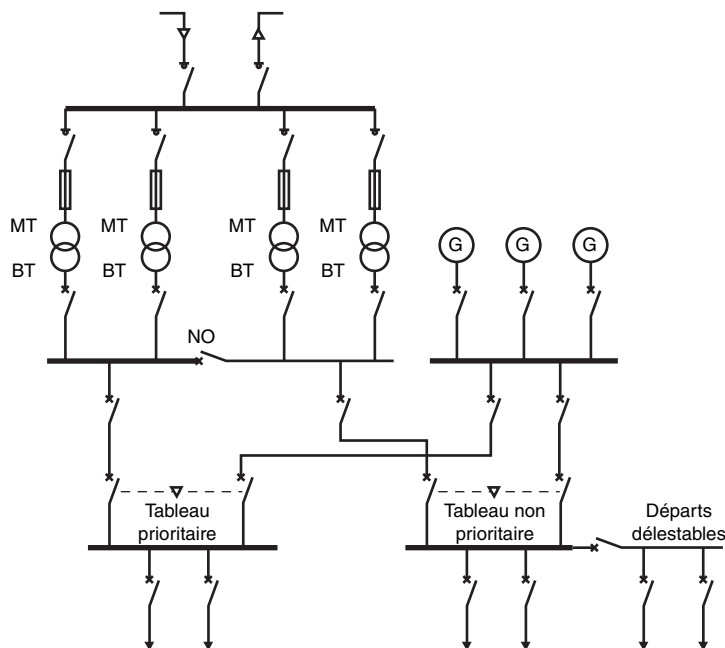 MT
MT
MT
MT
BT
BT
BT
BT
G
G
G
NO
Tableau
prioritaire
Tableau non
prioritaire
Départs
délestables